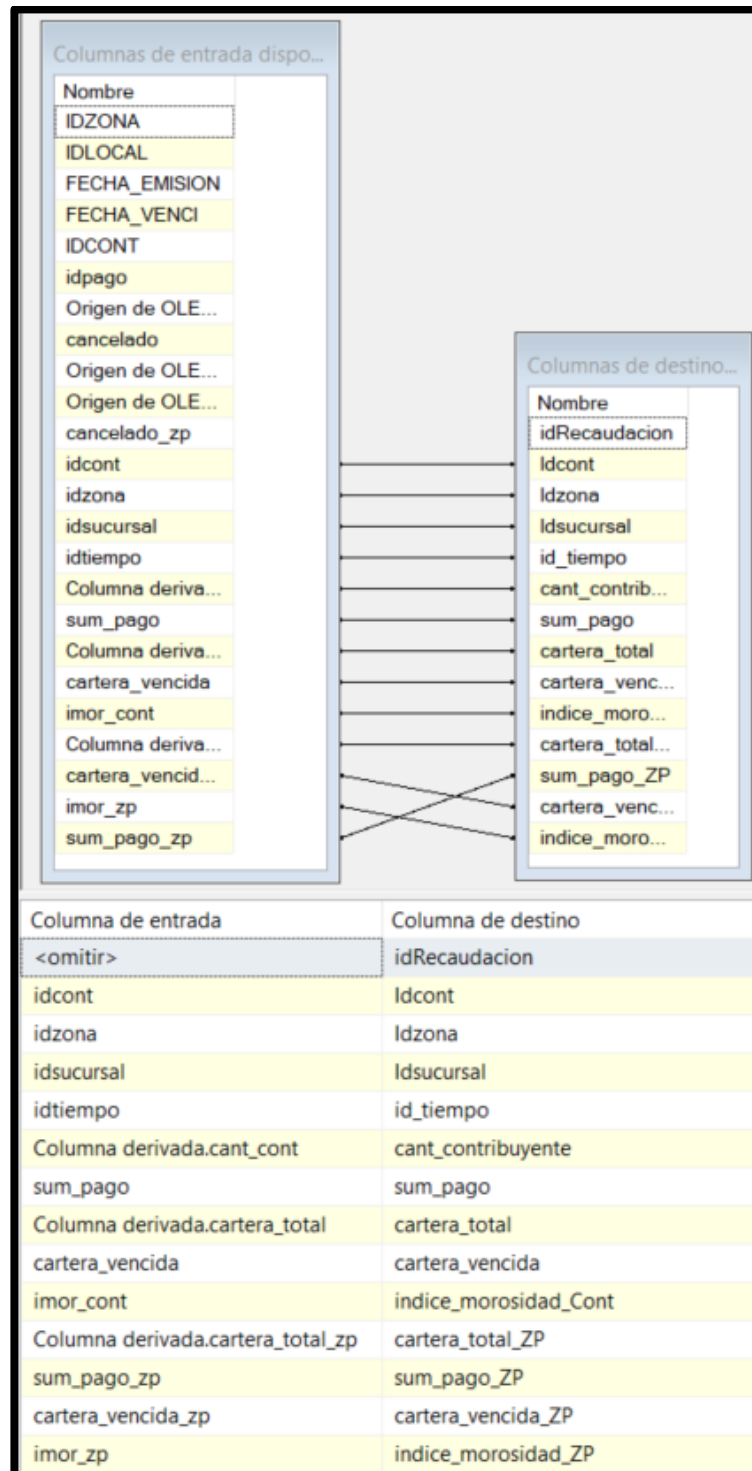 Columnas de entrada dispo...
Nombre
IDZONA
IDLOCAL
FECHA_EMISION
FECHA_VENCI
IDCONT
idpago
Origen de OLE...
cancelado
Origen de OLE...
Origen de OLE...
cancelado_zp
idcont
idzona
idsucursal
idtiempo
Columna deriva...
sum_pago
Columna deriva...
cartera_vencida
imor_cont
Columna deriva...
cartera_vencid...
imor_zp
sum_pago_zp
Columnas de destino...
Nombre
idRecaudacion
Idcont
Idzona
Idsucursal
id_tiempo
cant_contrib...
sum_pago
cartera_total
cartera_venc...
indice_moro...
cartera_total...
sum_pago_ZP
cartera_venc...
indice_moro...
Columna de entrada Columna de destino
<omitir> idRecaudacion
idcont Idcont
idzona Idzona
idsucursal Idsucursal
idtiempo id_tiempo
Columna derivada.cant_cont cant_contribuyente
sum_pago sum_pago
Columna derivada.cartera_total cartera_total
cartera_vencida cartera_vencida
imor_cont indice_morosidad_Cont
Columna derivada.cartera_total_zp cartera_total_ZP
sum_pago_zp sum_pago_ZP
cartera_vencida_zp cartera_vencida_ZP
imor_zp indice_morosidad_ZP